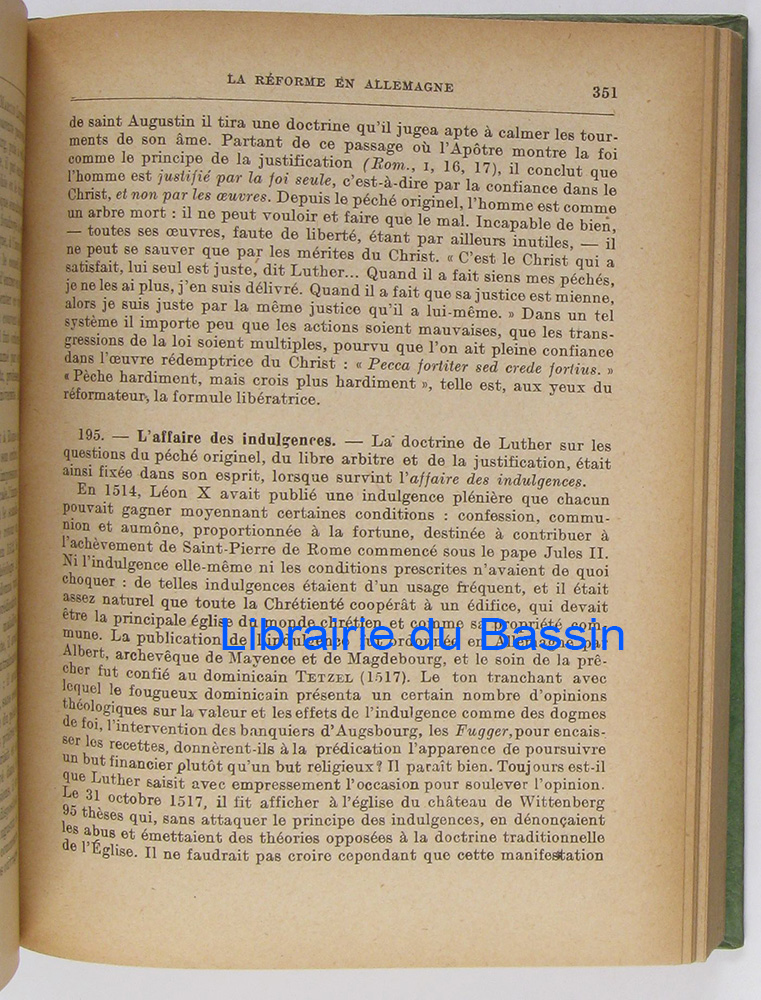 LA RÉFORME EN ALLEMAGNE
351
de saint Augustin il tira une doctrine qu'il jugea apte à calmer les tour-
ments de son âme. Partant de ce passage où l'Apôtre montre la foi
comme le principe de la justification (Rom., I, 16, 17), il conclut que
l'homme est justifié par la foi seule, c'est-à-dire par la confiance dans le
Christ, et non par les œuvres. Depuis le péché originel, l'homme est comme
un arbre mort : il ne peut vouloir et faire que le mal. Incapable de bien,
— toutes ses œuvres, faute de liberté, étant par ailleurs inutiles, — il
ne peut se sauver que par les mérites du Christ. « C'est le Christ qui a
satisfait, lui seul est juste, dit Luther... Quand il a fait siens mes péchés,
je ne les ai plus, j'en suis délivré. Quand il a fait que sa justice est mienne,
alors je suis juste par la même justice qu'il a lui-même. » Dans un tel
système il importe peu que les actions soient mauvaises, que les trans-
gressions de la loi soient multiples, pourvu que l'on ait pleine confiance
dans l'œuvre rédemptrice du Christ : « Pecca fortiter sed crede fortius. »
« Pèche hardiment, mais crois plus hardiment », telle est, aux yeux du
réformateur, la formule libératrice.
195. — L'affaire des indulgences. — La doctrine de Luther sur les
questions du péché originel, du libre arbitre et de la justification, était
ainsi fixée dans son esprit, lorsque survint l'affaire des indulgences.
En 1514, Léon X avait publié une indulgence plénière que chacun
pouvait gagner moyennant certaines conditions : confession, commu-
nion et aumône, proportionnée à la fortune, destinée à contribuer à
l'achèvement de Saint-Pierre de Rome commencé sous le pape Jules II.
Ni l'indulgence elle-même ni les conditions prescrites n'avaient de quoi
choquer : de telles indulgences étaient d'un usage fréquent, et il était
assez naturel que toute la Chrétienté coopérât à un édifice, qui devait
être la principale église du monde chrétien et comme sa propriété com-
mune. La publication de l'indulgence fut ordonnée en Allemagne par
Librairie du Bassin
Albert, archevêque de Mayence et de Magdebourg, et le soin de la prê-
cher fut confié au dominicain TETZEL (1517). Le ton tranchant avec
lequel le fougueux dominicain présenta un certain nombre d'opinions
théologiques sur la valeur et les effets de l'indulgence comme des dogmes
de foi, l'intervention des banquiers d'Augsbourg, les Fugger, pour encais-
ser les recettes, donnèrent-ils à la prédication l'apparence de poursuivre
un but financier plutôt qu'un but religieux? Il paraît bien. Toujours est-il
que Luther saisit avec empressement l'occasion pour soulever l'opinion.
Le 31 octobre 1517, il fit afficher à l'église du château de Wittenberg
95 thèses qui, sans attaquer le principe des indulgences, en dénonçaient
les abus et émettaient des théories opposées à la doctrine traditionnelle
de l'Église. Il ne faudrait pas croire cependant que cette manifestation